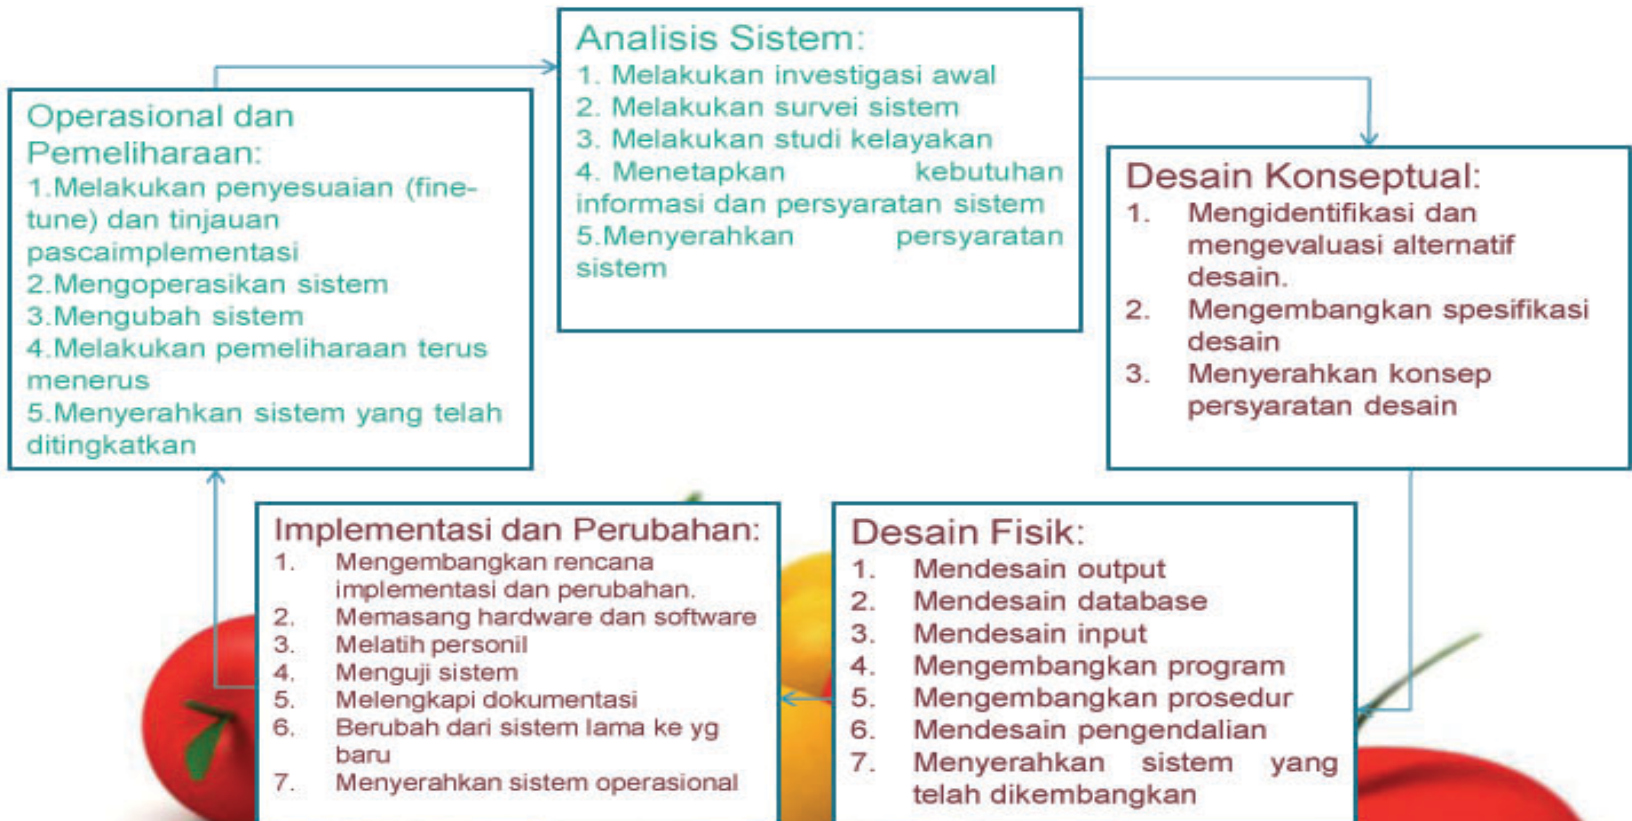 Analisis Sistem:
1. Melakukan investigasi awal
2. Melakukan survei sistem
3. Melakukan studi kelayakan
4. Menetapkan kebutuhan
informasi dan persyaratan sistem
5.Menyerahkan persyaratan
sistem
Desain Konseptual:
1. Mengidentifikasi dan
mengevaluasi alternatif
desain.
2. Mengembangkan spesifikasi
desain
3. Menyerahkan konsep
persyaratan desain
Desain Fisik:
1. Mendesain output
2. Mendesain database
3. Mendesain input
4. Mengembangkan program
5. Mengembangkan prosedur
6. Mendesain pengendalian
7. Menyerahkan sistem yang
telah dikembangkan
Implementasi dan Perubahan:
1. Mengembangkan rencana
implementasi dan perubahan.
2. Memasang hardware dan software
3. Melatih personil
4. Menguji sistem
5. Melengkapi dokumentasi
6. Berubah dari sistem lama ke yg
baru
7. Menyerahkan sistem operasional
Operasional dan
Pemeliharaan:
1.Melakukan penyesuaian (fine-
tune) dan tinjauan
pascaimplementasi
2.Mengoperasikan sistem
3.Mengubah sistem
4.Melakukan pemeliharaan terus
menerus
5.Menyerahkan sistem yang telah
ditingkatkan